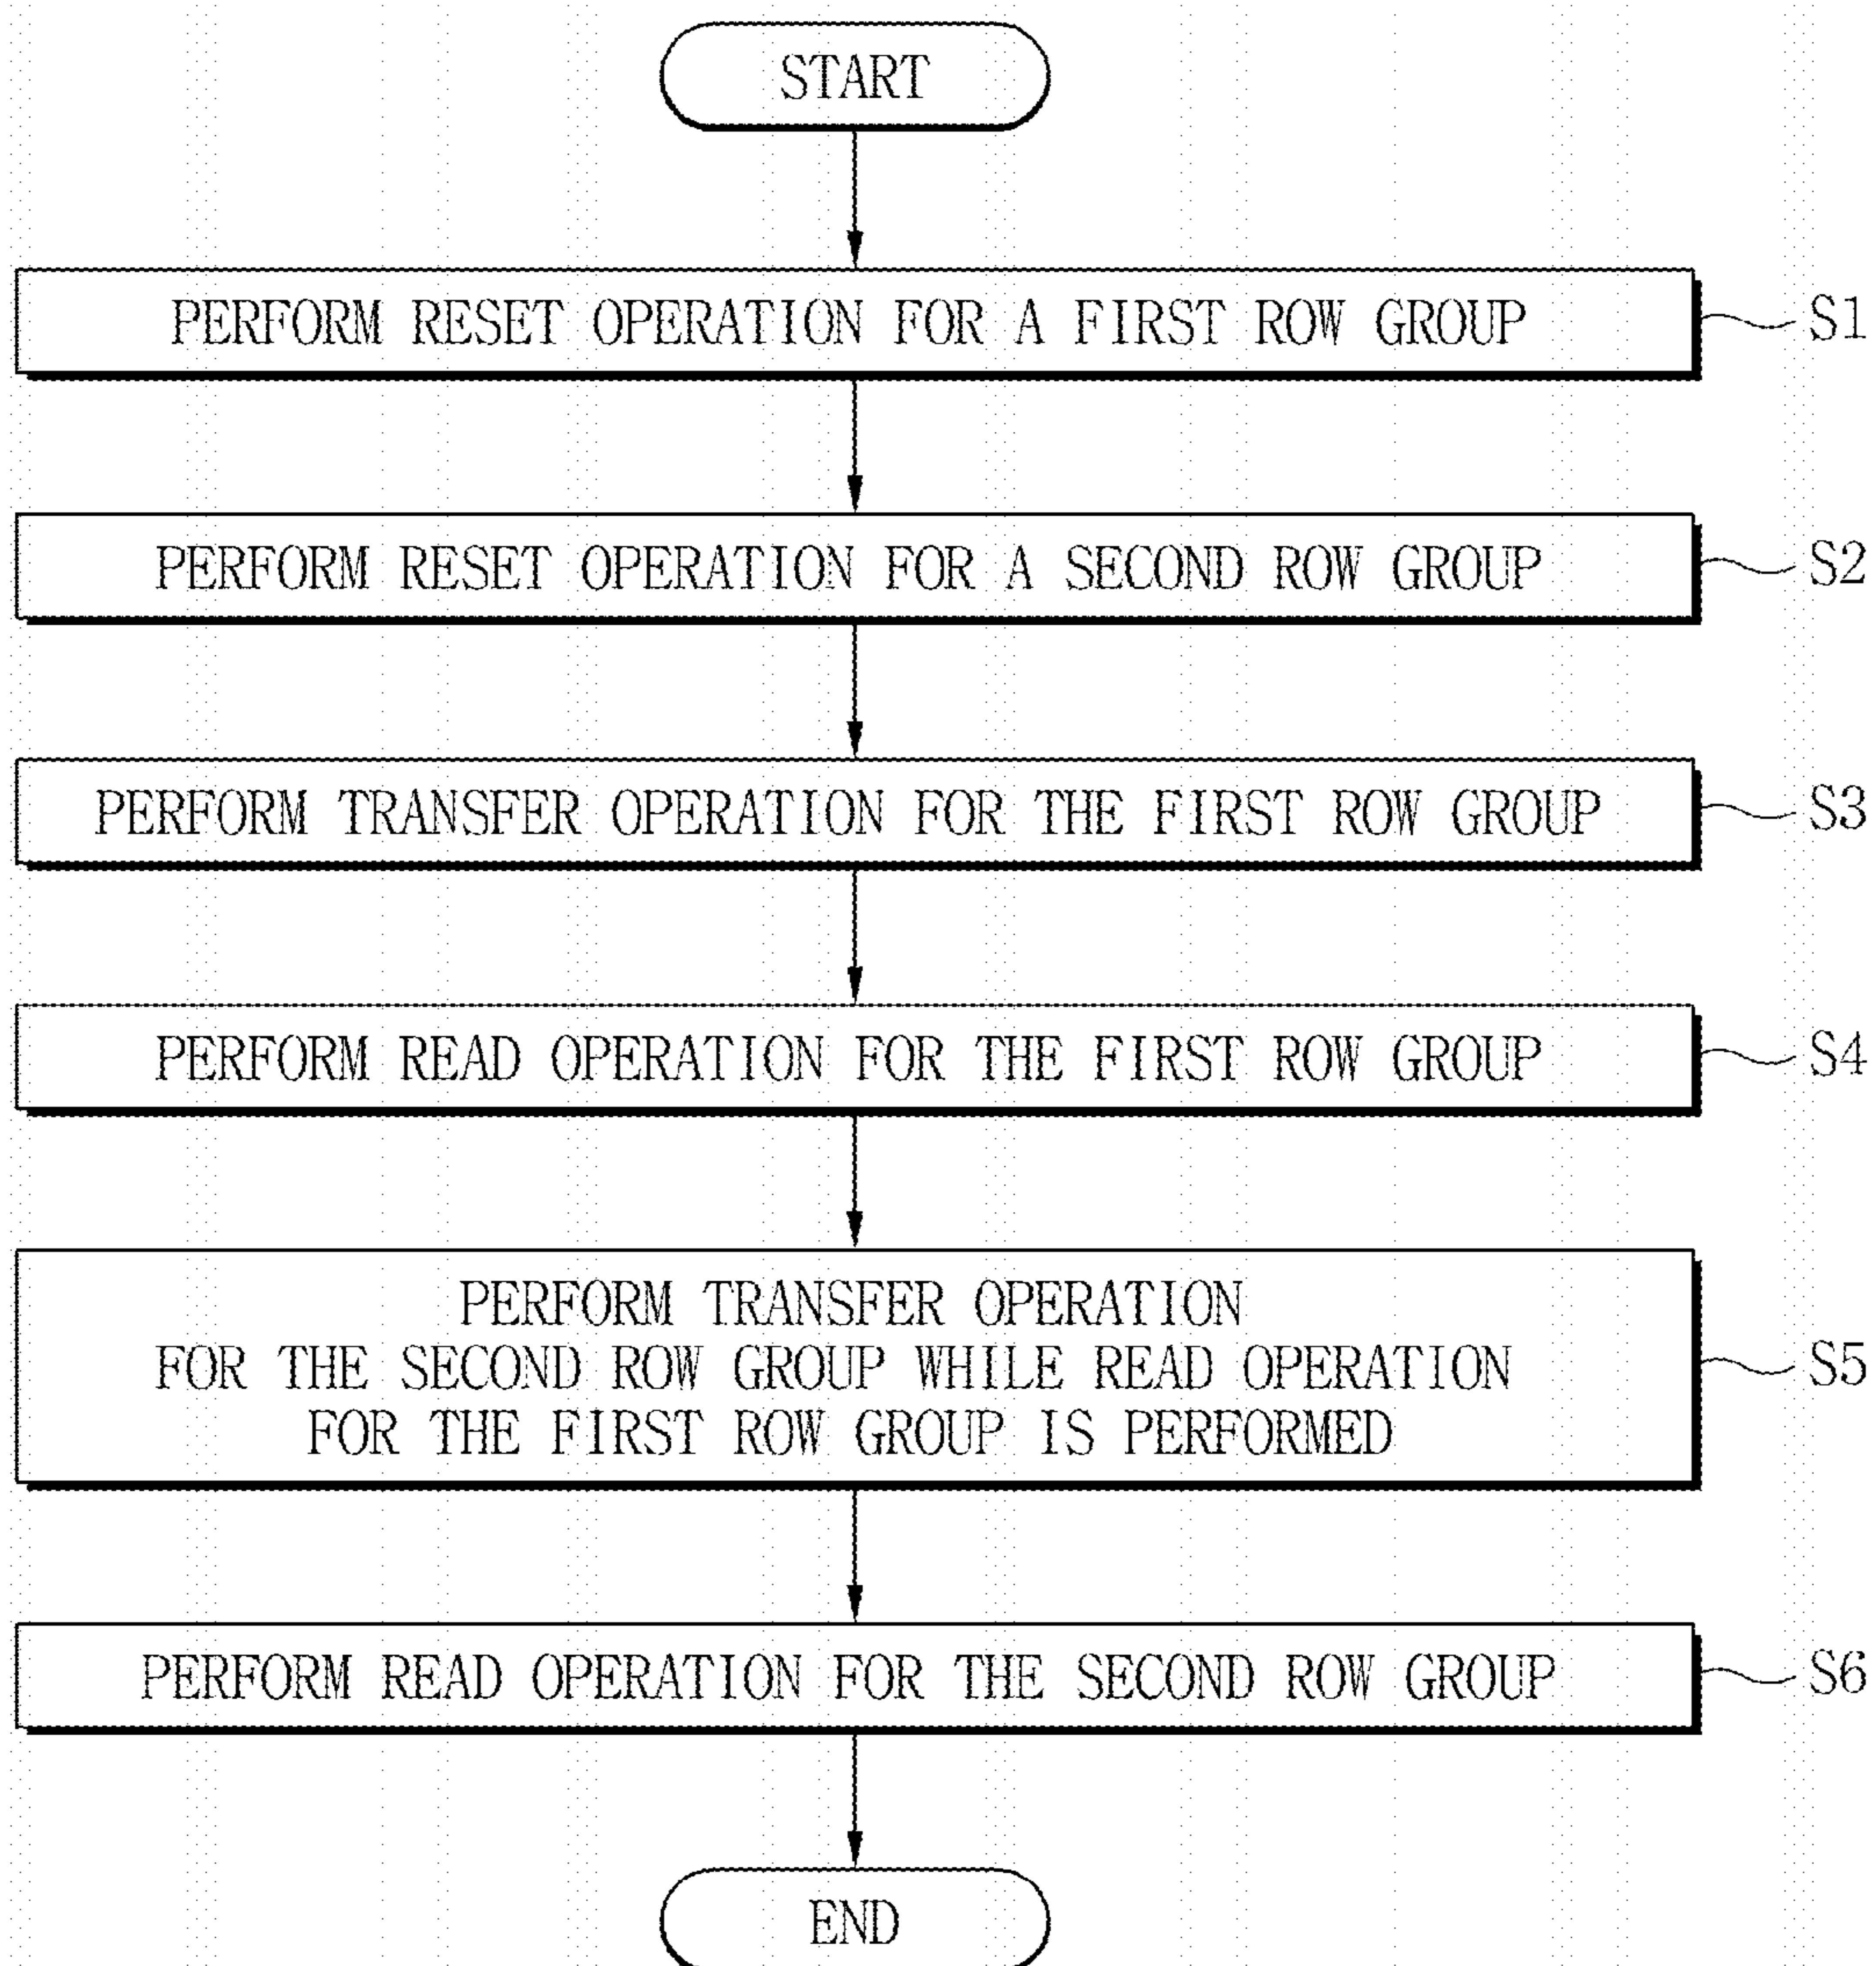 START
PERFORM RESET OPERATION FOR A FIRST ROW GROUP
S1
PERFORM RESET OPERATION FOR A SECOND ROW GROUP
S2
PERFORM TRANSFER OPERATION FOR THE FIRST ROW GROUP
S3
PERFORM READ OPERATION FOR THE FIRST ROW GROUP
S4
PERFORM TRANSFER OPERATION
FOR THE SECOND ROW GROUP WHILE READ OPERATION
FOR THE FIRST ROW GROUP IS PERFORMED
S5
PERFORM READ OPERATION FOR THE SECOND ROW GROUP
S6
END